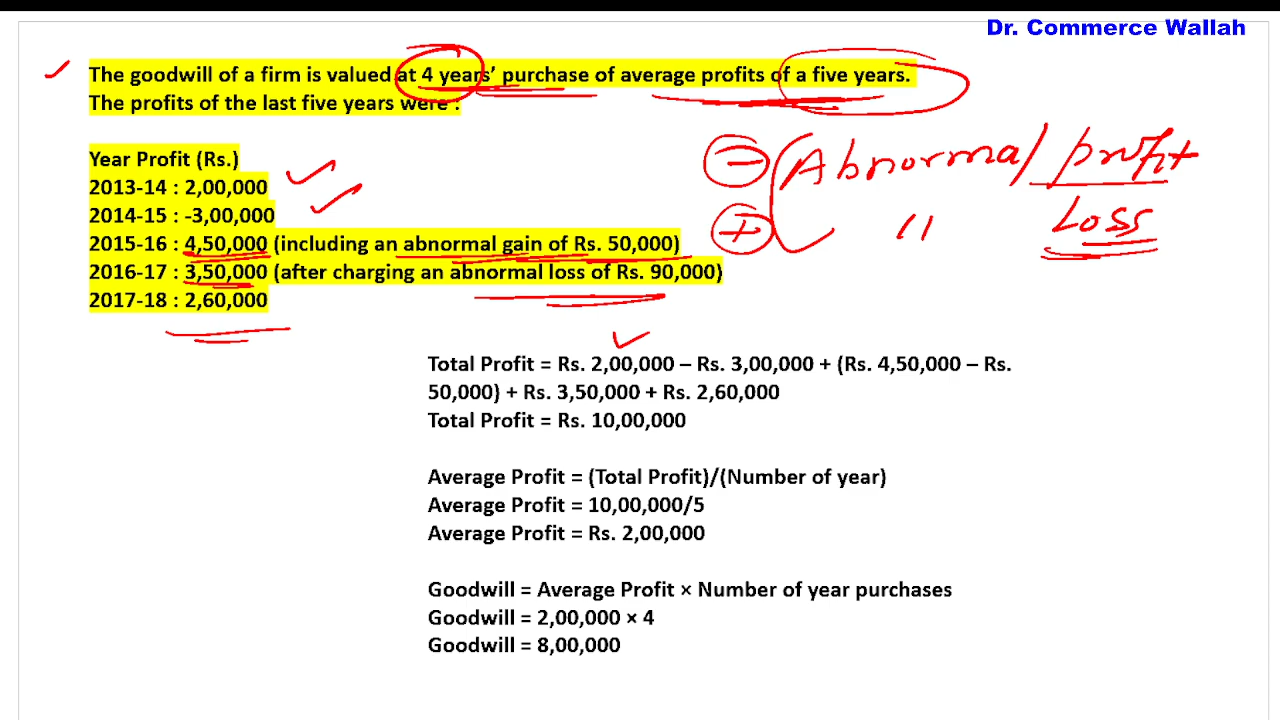 Dr. Commerce Wallah
The goodwill of a firm is valued at 4 years’ purchase of average profits of a five years.
The profits of the last five years were :
Year Profit (Rs.)
2013-14 : 2,00,000
2014-15 : -3,00,000
2015-16 : 4,50,000 (including an abnormal gain of Rs. 50,000)
2016-17 : 3,50,000 (after charging an abnormal loss of Rs. 90,000)
2017-18 : 2,60,000
− Abnormal profit
+ " Loss
Total Profit = Rs. 2,00,000 – Rs. 3,00,000 + (Rs. 4,50,000 – Rs.
50,000) + Rs. 3,50,000 + Rs. 2,60,000
Total Profit = Rs. 10,00,000
Average Profit = (Total Profit)/(Number of year)
Average Profit = 10,00,000/5
Average Profit = Rs. 2,00,000
Goodwill = Average Profit × Number of year purchases
Goodwill = 2,00,000 × 4
Goodwill = 8,00,000